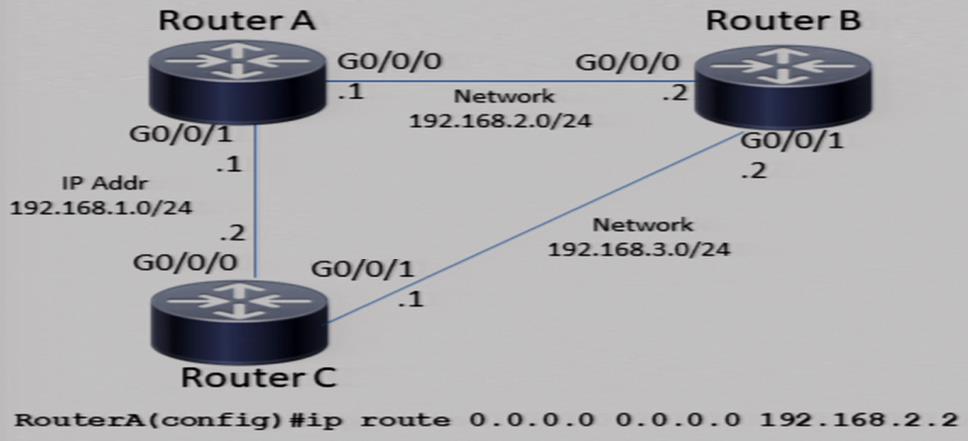 Router A
Router B
G0/0/0
G0/0/0
.1
.2
Network
192.168.2.0/24
G0/0/1
G0/0/1
.1
.2
IP Addr
192.168.1.0/24
Network
192.168.3.0/24
.2
G0/0/0
G0/0/1
.1
Router C
RouterA(config)#ip route 0.0.0.0 0.0.0.0 192.168.2.2